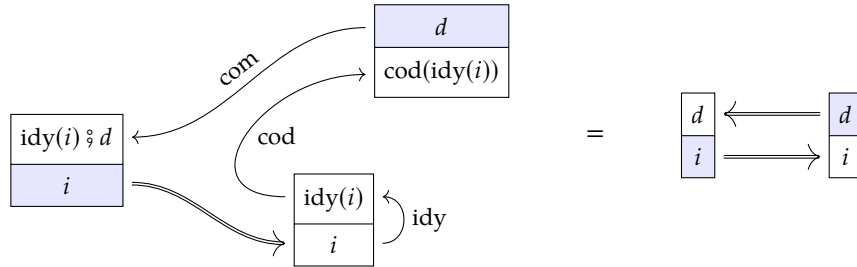 d
cod(idy(i))
com
cod
idy(i) ⨟ d
i
idy(i)
i
idy
=
d
i
d
i